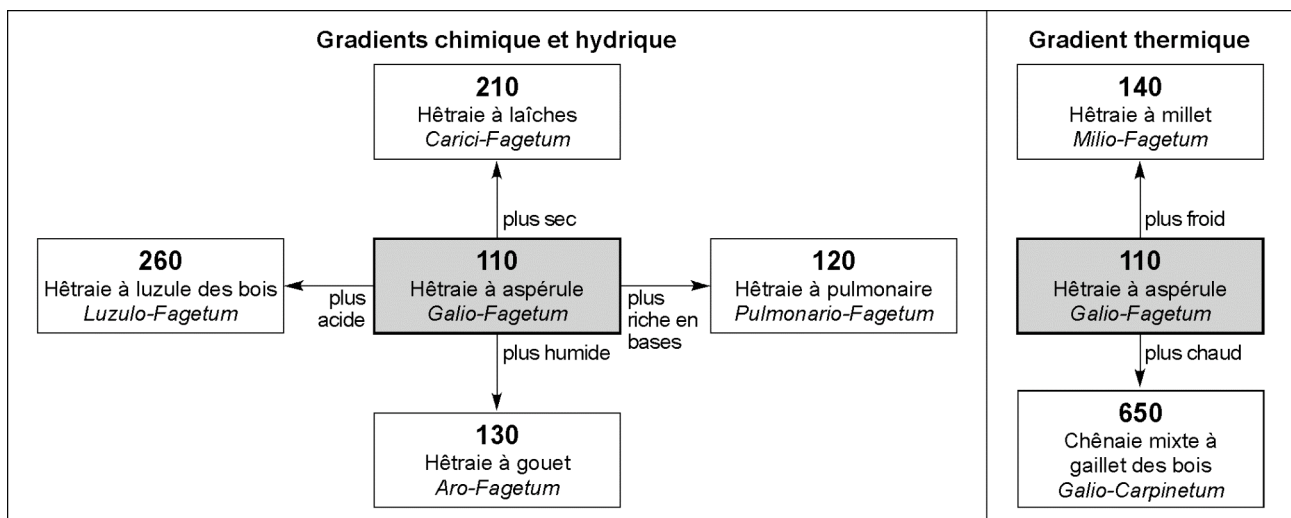 Gradients chimique et hydrique
210
Hêtraie à laîches
Carici-Fagetum
plus sec
260
Hêtraie à luzule des bois
Luzulo-Fagetum
plus
acide
110
Hêtraie à aspérule
Galio-Fagetum
plus
riche en
bases
120
Hêtraie à pulmonaire
Pulmonario-Fagetum
plus humide
130
Hêtraie à gouet
Aro-Fagetum
Gradient thermique
140
Hêtraie à millet
Milio-Fagetum
plus froid
110
Hêtraie à aspérule
Galio-Fagetum
plus chaud
650
Chênaie mixte à
gaillet des bois
Galio-Carpinetum